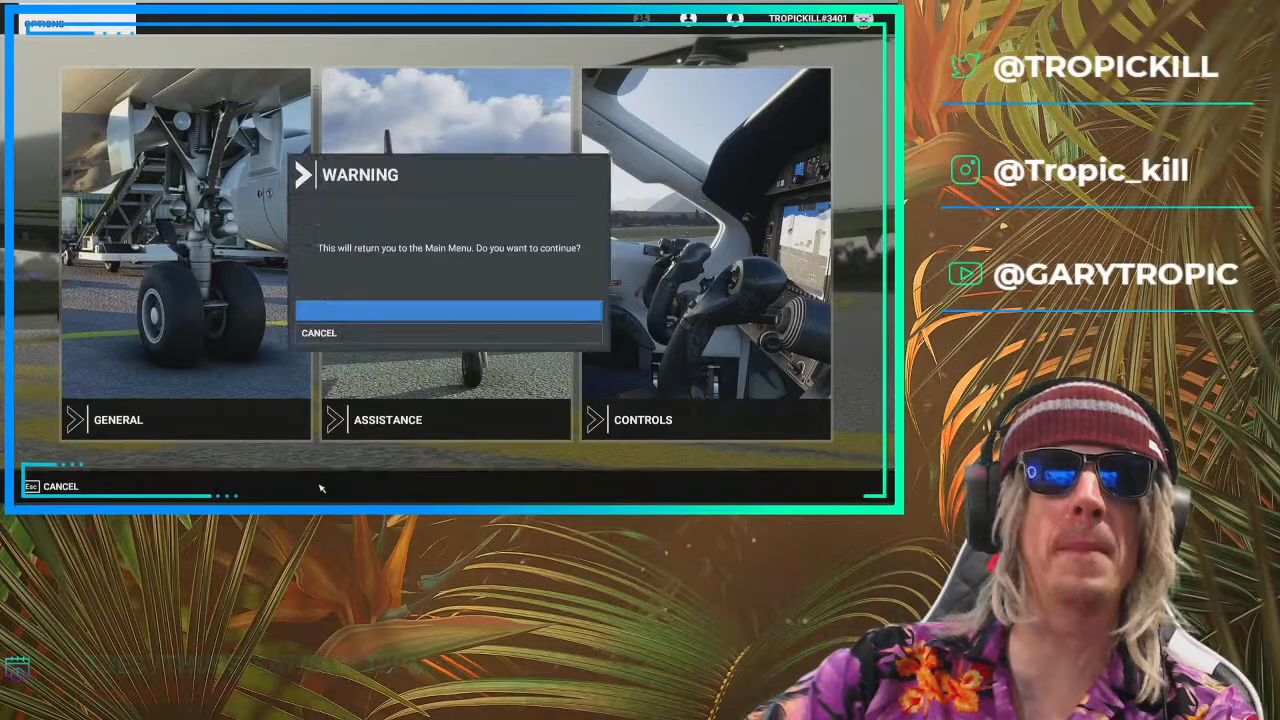 OPTIONS
TROPICKILL#3401
WARNING
This will return you to the Main Menu. Do you want to continue?
CANCEL
GENERAL
ASSISTANCE
CONTROLS
Esc CANCEL
@TROPICKILL
@Tropic_kill
@GARYTROPIC